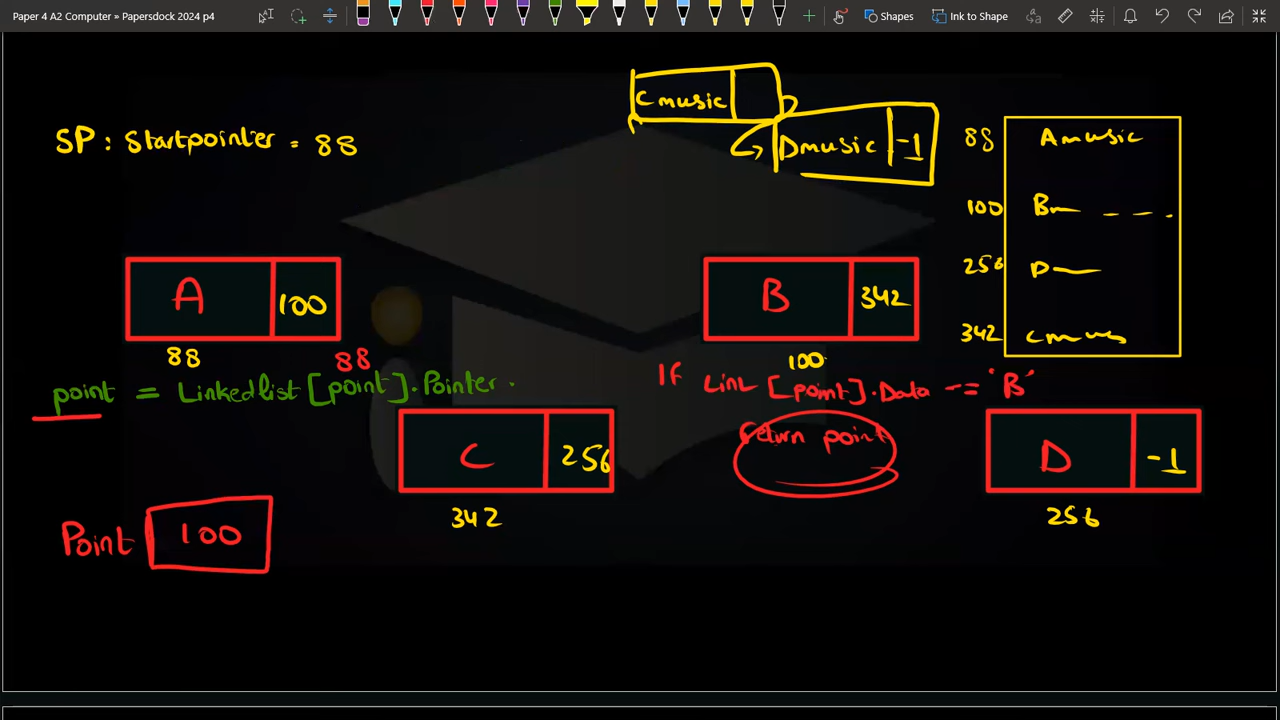 Paper 4 A2 Computer » Papersdock 2024 p4
Shapes
Ink to Shape
C music
SP : Startpointer = 88
Dmusic -1
88 Amusic
100 B
256 D
342
A 100
B 342
88
88
100
point = Linkedlist [point] . Pointer .
If Link [point] . Data == 'B'
return point
C 256
D -1
342
256
Point 100